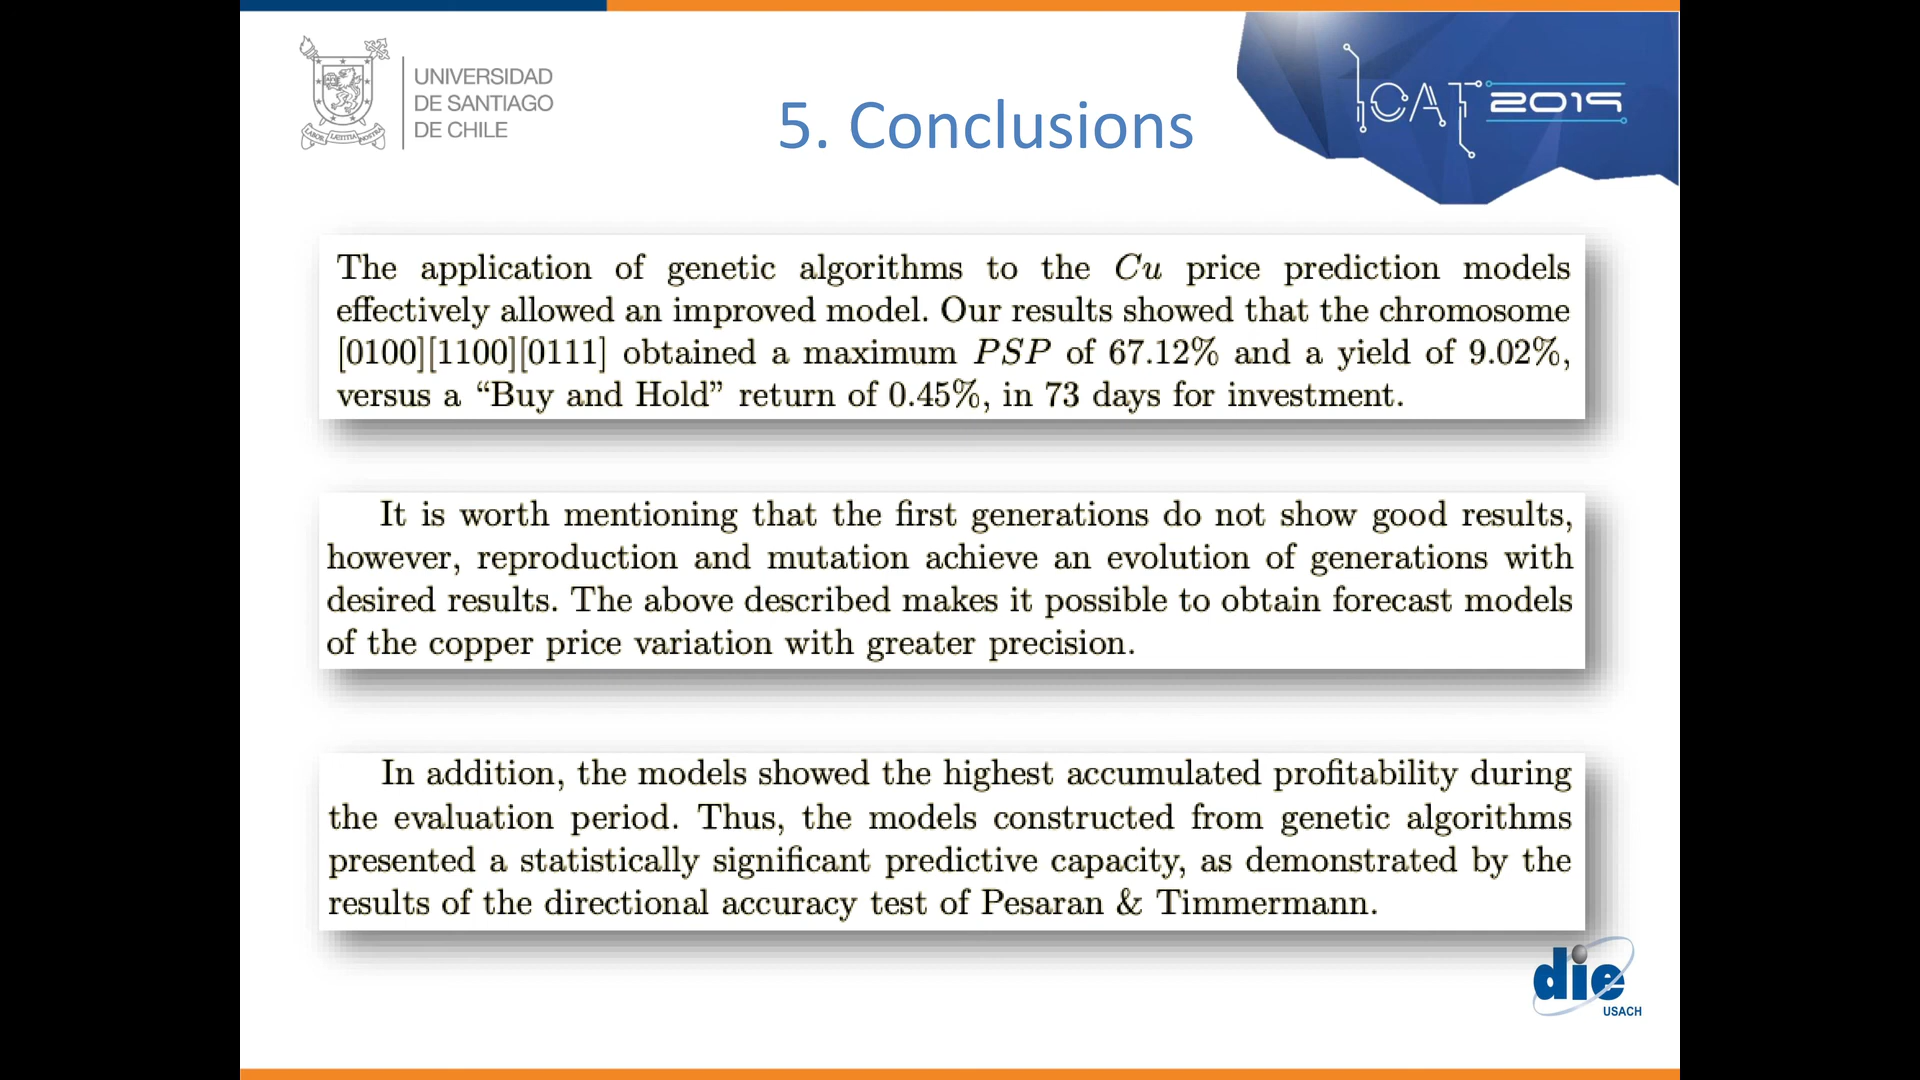 UNIVERSIDAD
DE SANTIAGO
DE CHILE
5. Conclusions
ICAT 2019
The application of genetic algorithms to the Cu price prediction models
effectively allowed an improved model. Our results showed that the chromosome
[0100][1100][0111] obtained a maximum PSP of 67.12% and a yield of 9.02%,
versus a “Buy and Hold” return of 0.45%, in 73 days for investment.
It is worth mentioning that the first generations do not show good results,
however, reproduction and mutation achieve an evolution of generations with
desired results. The above described makes it possible to obtain forecast models
of the copper price variation with greater precision.
In addition, the models showed the highest accumulated profitability during
the evaluation period. Thus, the models constructed from genetic algorithms
presented a statistically significant predictive capacity, as demonstrated by the
results of the directional accuracy test of Pesaran & Timmermann.
die
USACH